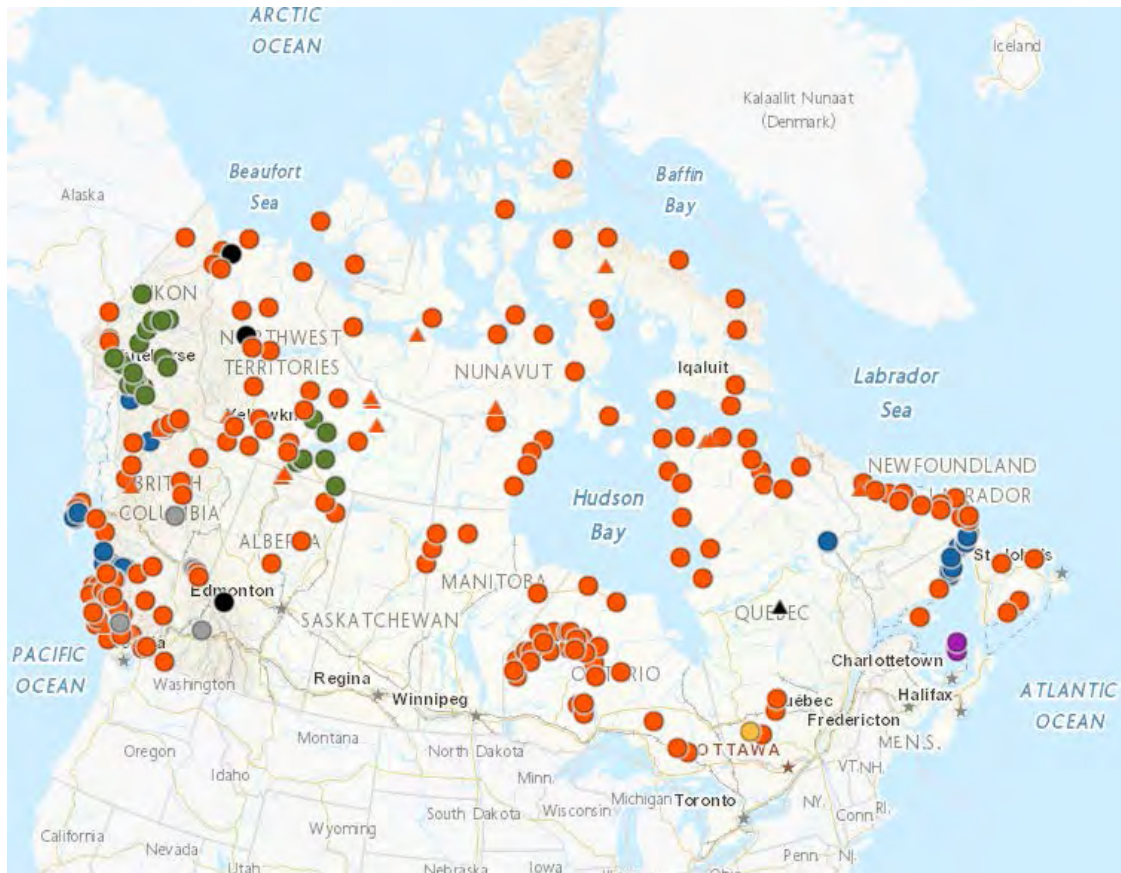 ARCTIC
OCEAN
Iceland
Kalaallit Nunaat
(Denmark)
Beaufort
Sea
Baffin
Bay
Alaska
YUKON
NORTHWEST
TERRITORIES
NUNAVUT
Iqaluit
Labrador
Sea
NEWFOUNDLAND
LABRADOR
BRITISH
COLUMBIA
Hudson
Bay
ALBERTA
MANITOBA
Edmonton
SASKATCHEWAN
QUEBEC
PACIFIC
OCEAN
Washington
Regina
Winnipeg
ONTARIO
Charlottetown
Halifax
Fredericton
ATLANTIC
OCEAN
OTTAWA
ME.
N.S.
Oregon
Montana
North Dakota
Minn.
VT.
NH.
Idaho
South Dakota
Wisconsin
Michigan
Toronto
NY.
Conn.
RI.
Wyoming
California
Nevada
Utah
Nebraska
Iowa
Penn.
NJ.